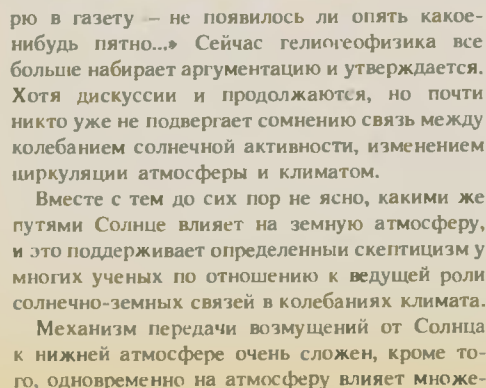 рю в газету — не появилось ли опять какое-
нибудь пятно...» Сейчас гелиогеофизика все
больше набирает аргументацию и утверждается.
Хотя дискуссии и продолжаются, но почти
никто уже не подвергает сомнению связь между
колебанием солнечной активности, изменением
циркуляции атмосферы и климатом.
Вместе с тем до сих пор не ясно, какими же
путями Солнце влияет на земную атмосферу,
и это поддерживает определенный скептицизм у
многих ученых по отношению к ведущей роли
солнечно-земных связей в колебаниях климата.
Механизм передачи возмущений от Солнца
к нижней атмосфере очень сложен, кроме то-
го, одновременно на атмосферу влияет множе-